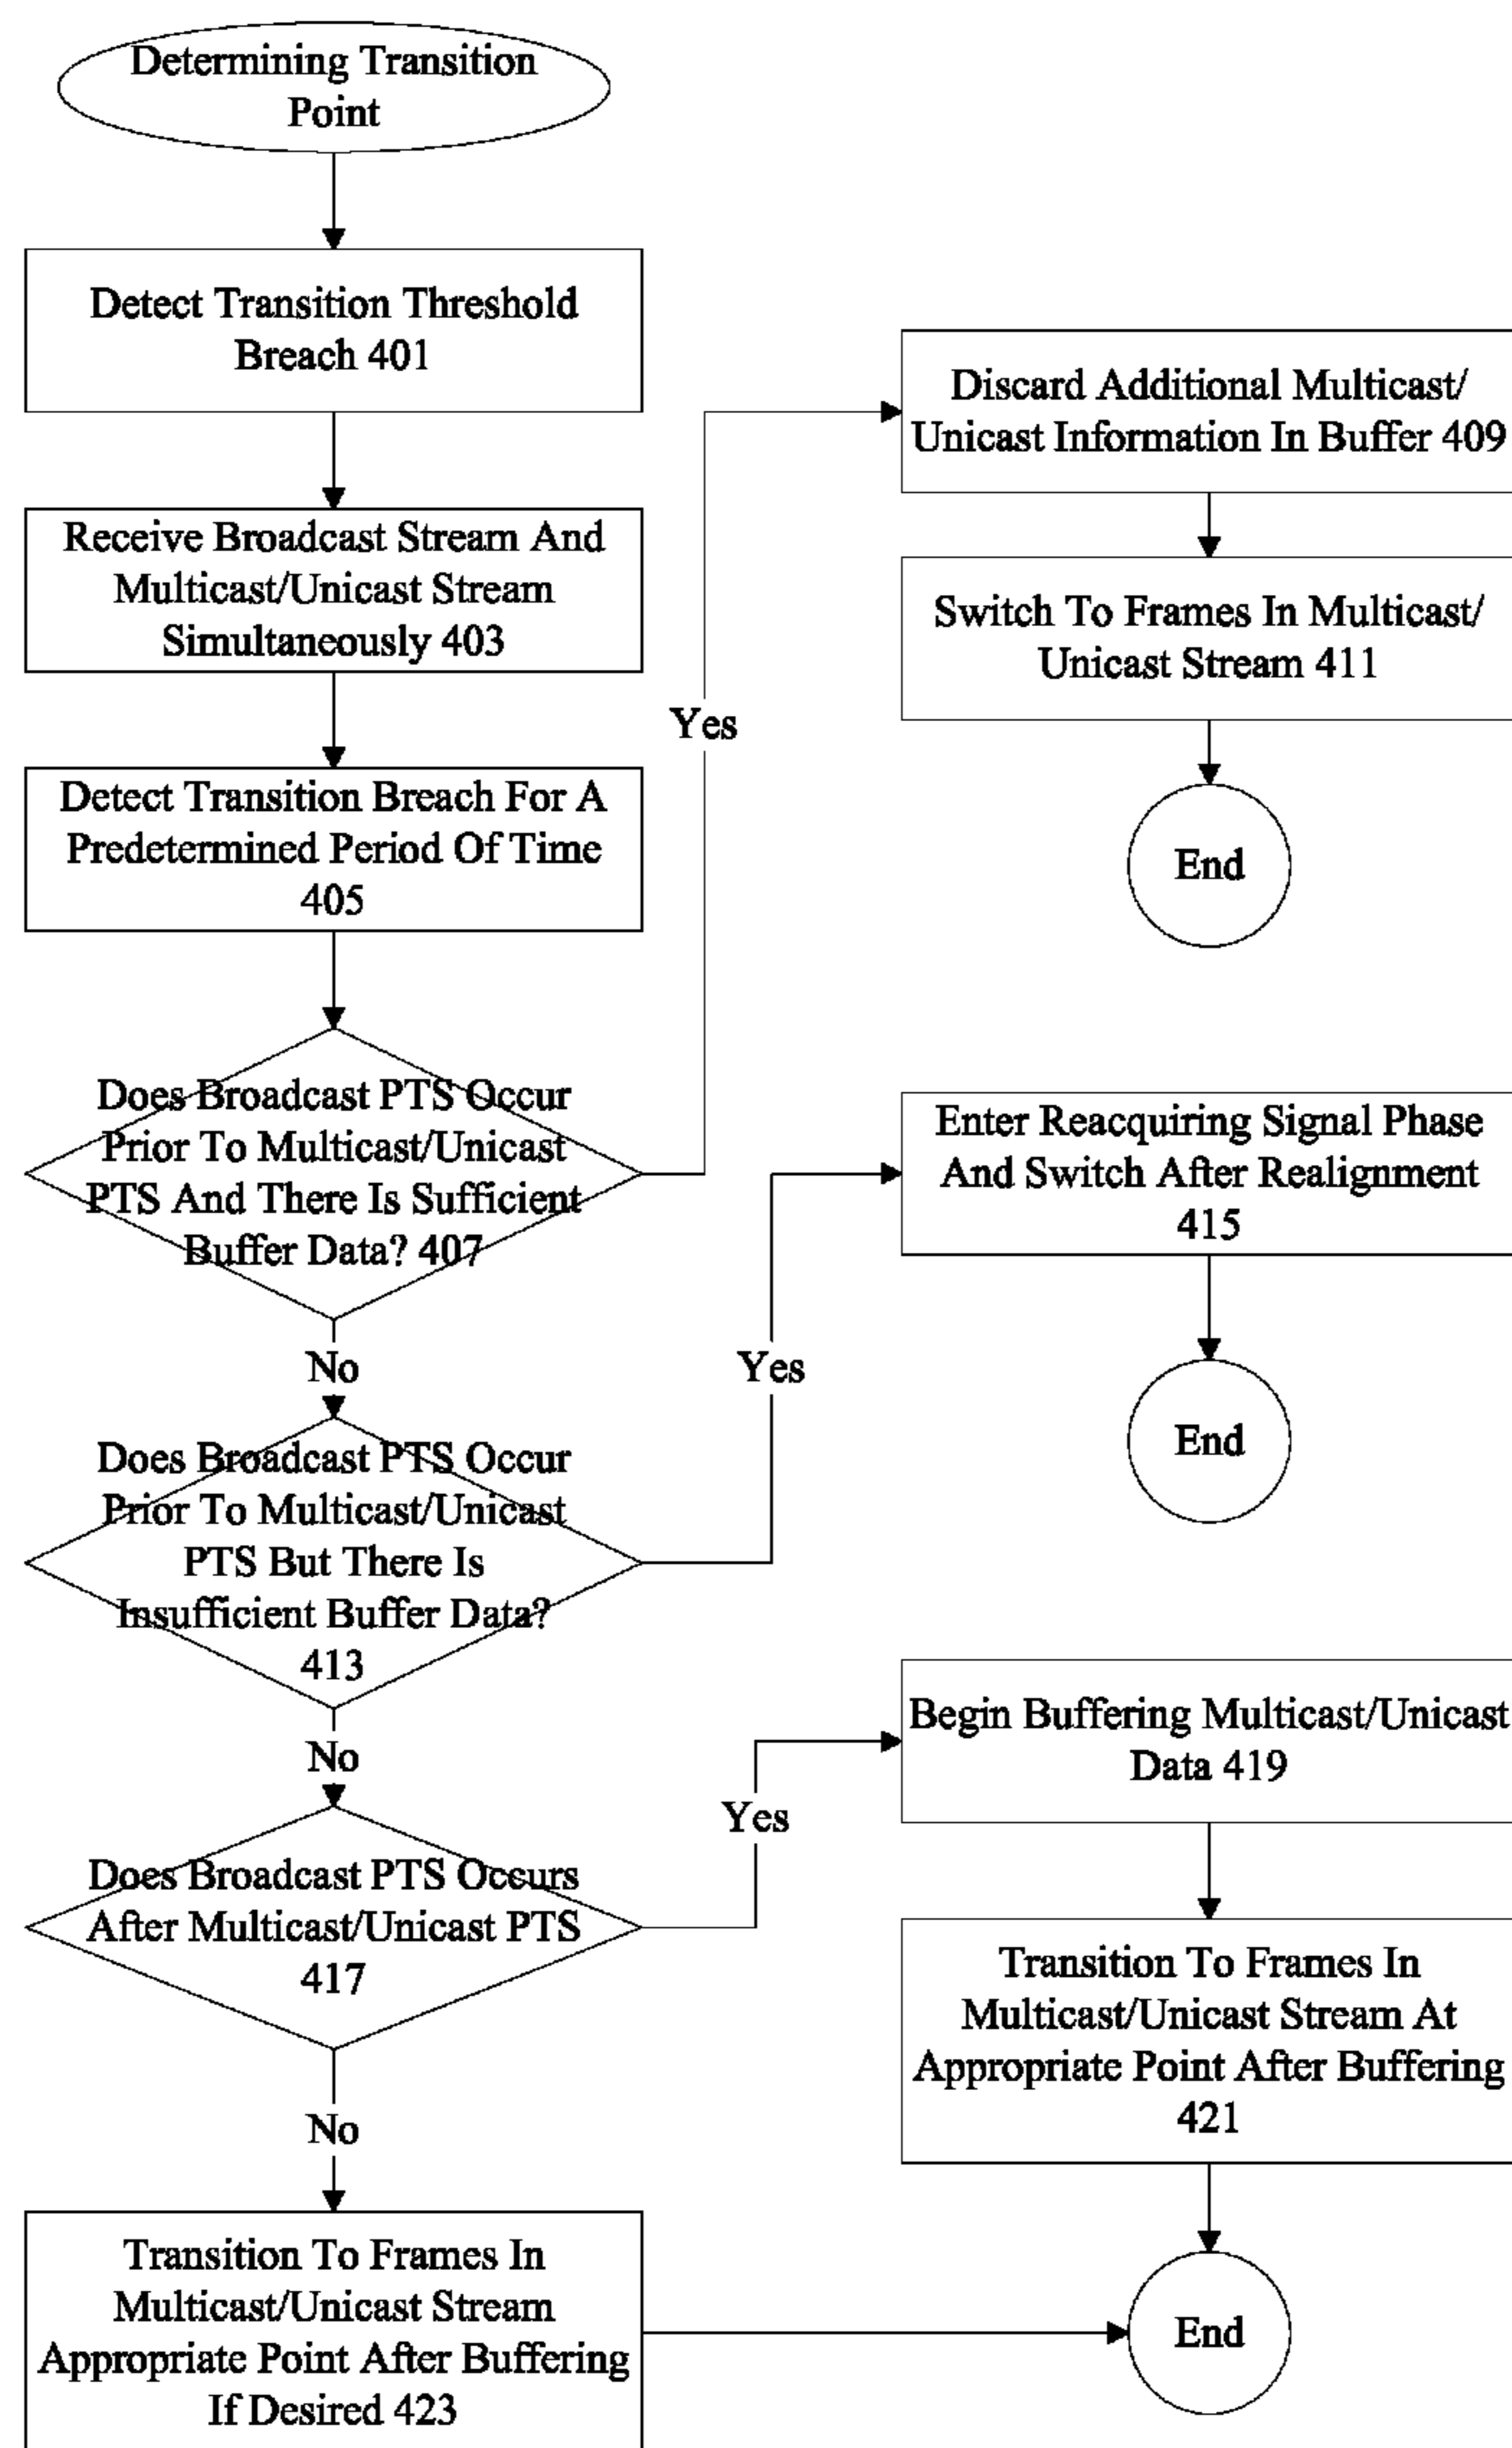 Determining Transition
Point
Detect Transition Threshold
Breach 401
Receive Broadcast Stream And
Multicast/Unicast Stream
Simultaneously 403
Detect Transition Breach For A
Predetermined Period Of Time
405
Does Broadcast PTS Occur
Prior To Multicast/Unicast
PTS And There Is Sufficient
Buffer Data? 407
Yes
Discard Additional Multicast/
Unicast Information In Buffer 409
Switch To Frames In Multicast/
Unicast Stream 411
End
No
Does Broadcast PTS Occur
Prior To Multicast/Unicast
PTS But There Is
Insufficient Buffer Data?
413
Yes
Enter Reacquiring Signal Phase
And Switch After Realignment
415
End
No
Does Broadcast PTS Occurs
After Multicast/Unicast PTS
417
Yes
Begin Buffering Multicast/Unicast
Data 419
Transition To Frames In
Multicast/Unicast Stream At
Appropriate Point After Buffering
421
No
Transition To Frames In
Multicast/Unicast Stream
Appropriate Point After Buffering
If Desired 423
End